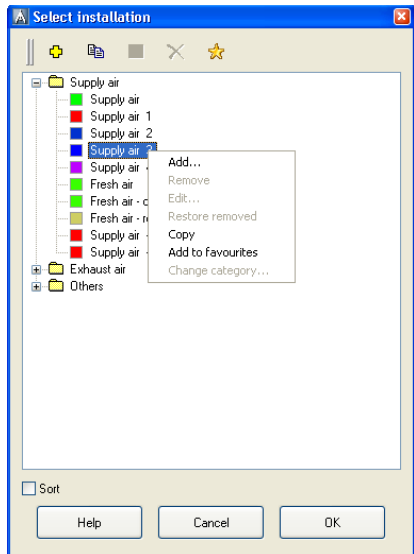 Select installation
Supply air
Supply air
Supply air 1
Supply air 2
Supply air
Add...
Supply air
Remove
Fresh air
Edit...
Fresh air -
Restore removed
Fresh air -
Copy
Supply air
Add to favourites
Supply air
Change category...
Exhaust air
Others
Sort
Help Cancel OK